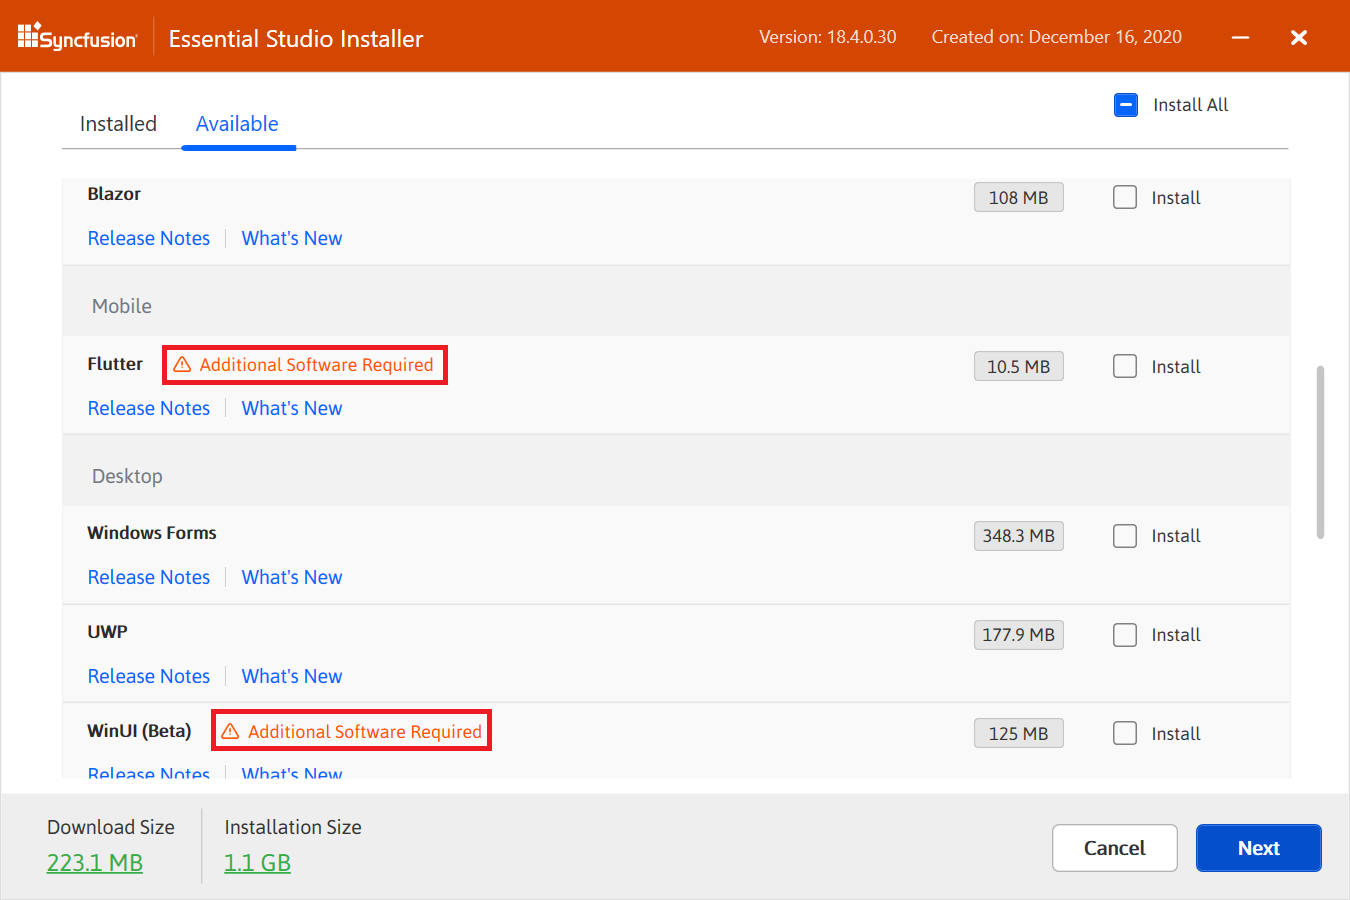 Syncfusion Essential Studio Installer Version: 18.4.0.30 Created on: December 16, 2020
Install All
Installed Available
Blazor 108 MB Install
Release Notes What's New
Mobile
Flutter Additional Software Required 10.5 MB Install
Release Notes What's New
Desktop
Windows Forms 348.3 MB Install
Release Notes What's New
UWP 177.9 MB Install
Release Notes What's New
WinUI (Beta) Additional Software Required 125 MB Install
Release Notes What's New
Download Size Installation Size
223.1 MB 1.1 GB
Cancel Next